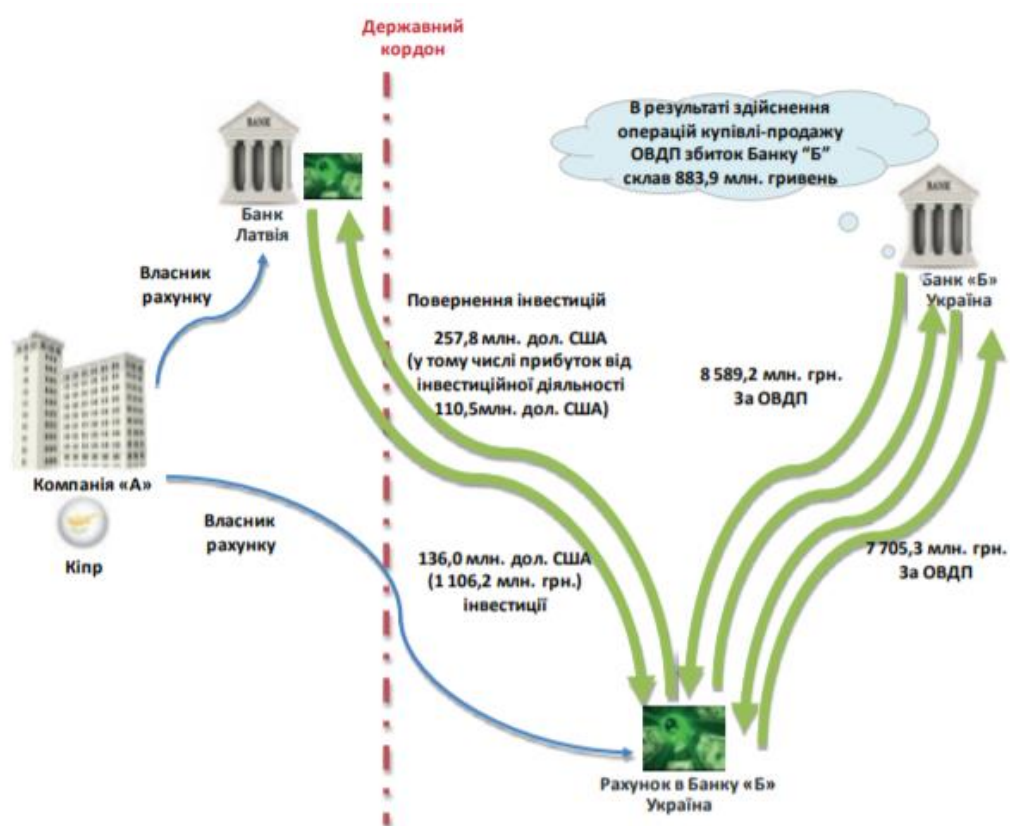 Державний
кордон
BANK
Банк
Латвія
В результаті здійснення
операцій купівлі-продажу
ОВДП збиток Банку “Б”
склав 883,9 млн. гривень
BANK
Банк «Б»
Україна
Власник
рахунку
Повернення інвестицій
257,8 млн. дол. США
(у тому числі прибуток від
інвестиційної діяльності
110,5млн. дол. США)
8 589,2 млн. грн.
За ОВДП
Компанія «А»
Кіпр
Власник
рахунку
136,0 млн. дол. США
(1 106,2 млн. грн.)
інвестиції
7 705,3 млн. грн.
За ОВДП
Рахунок в Банку «Б»
Україна